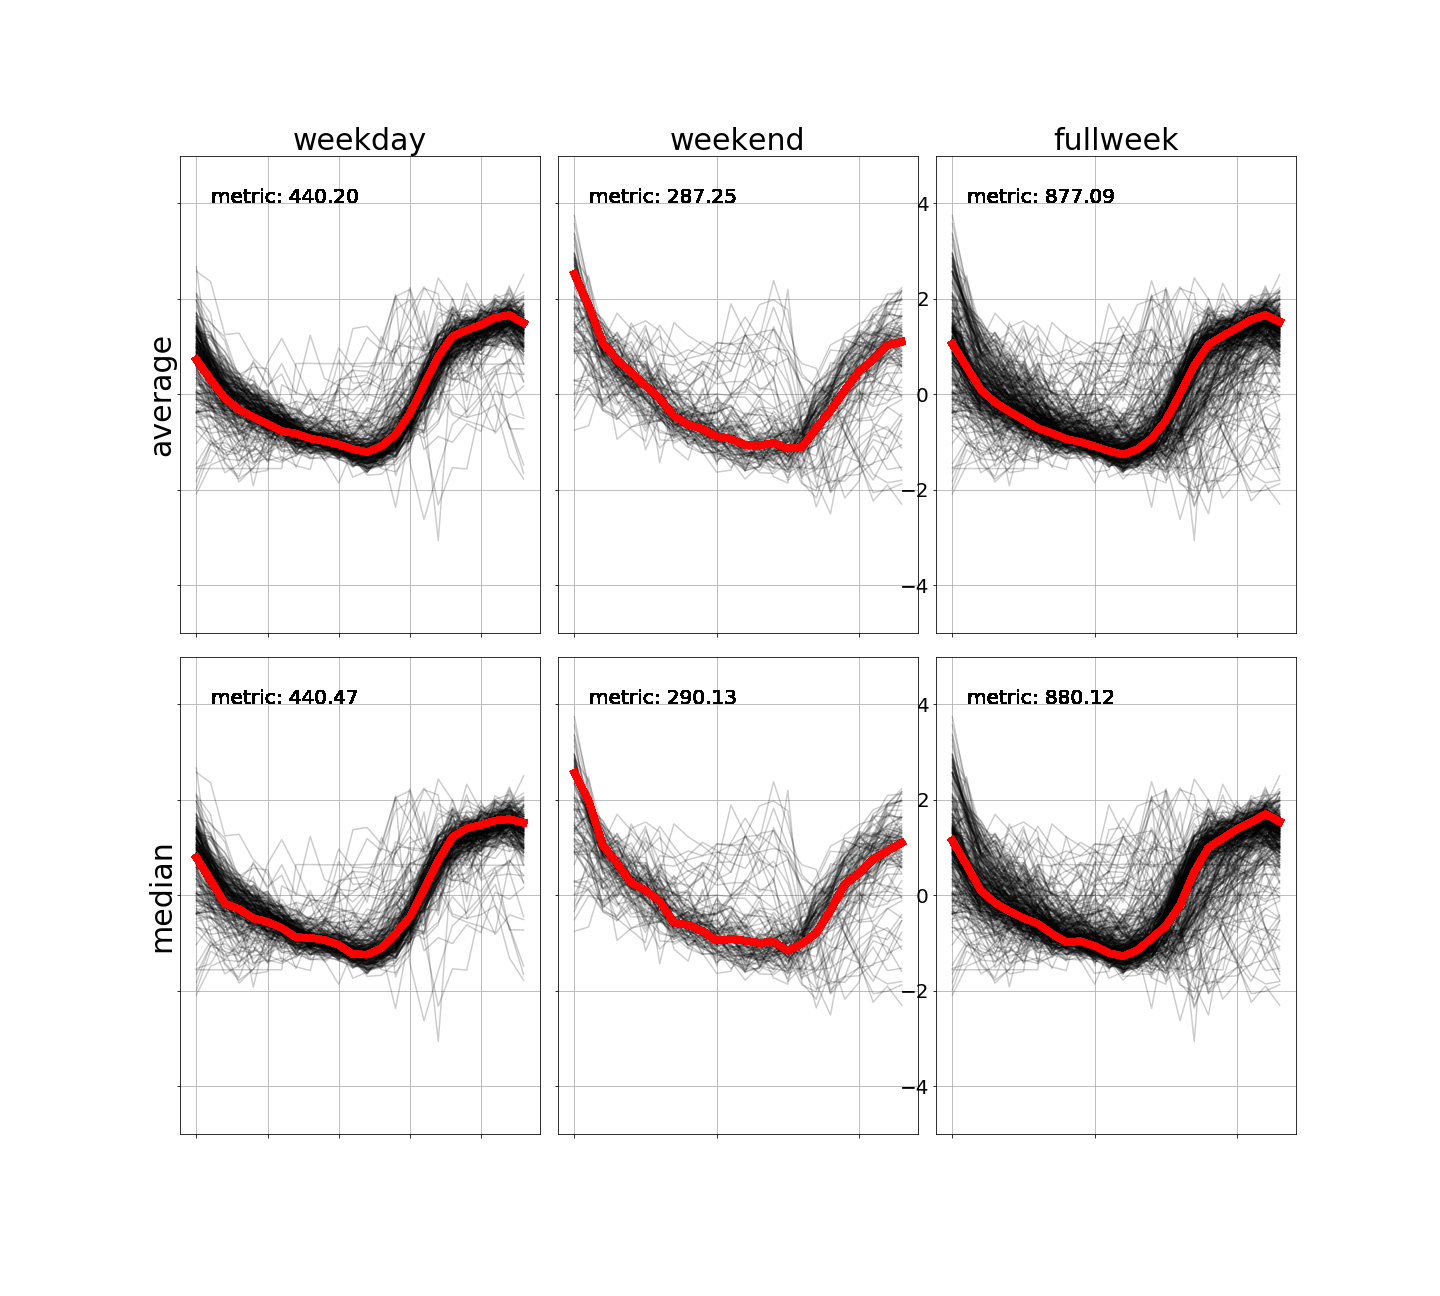 weekday weekend fullweek
metric: 440.20 metric: 287.25 metric: 877.09
4
2
0
−2
−4
average
metric: 440.47 metric: 290.13 metric: 880.12
4
2
0
−2
−4
median